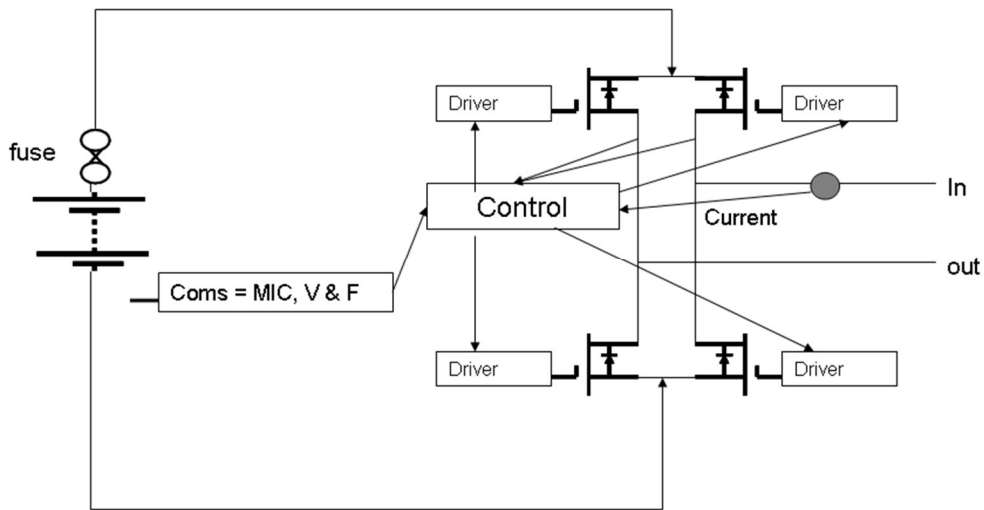 Driver
Driver
fuse
Control
In
Current
out
Coms = MIC, V & F
Driver
Driver